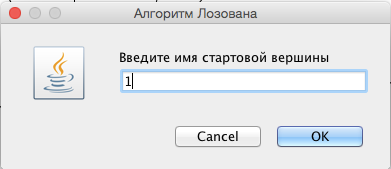 Алгоритм Лозована
Введите имя стартовой вершины
1
Cancel
OK